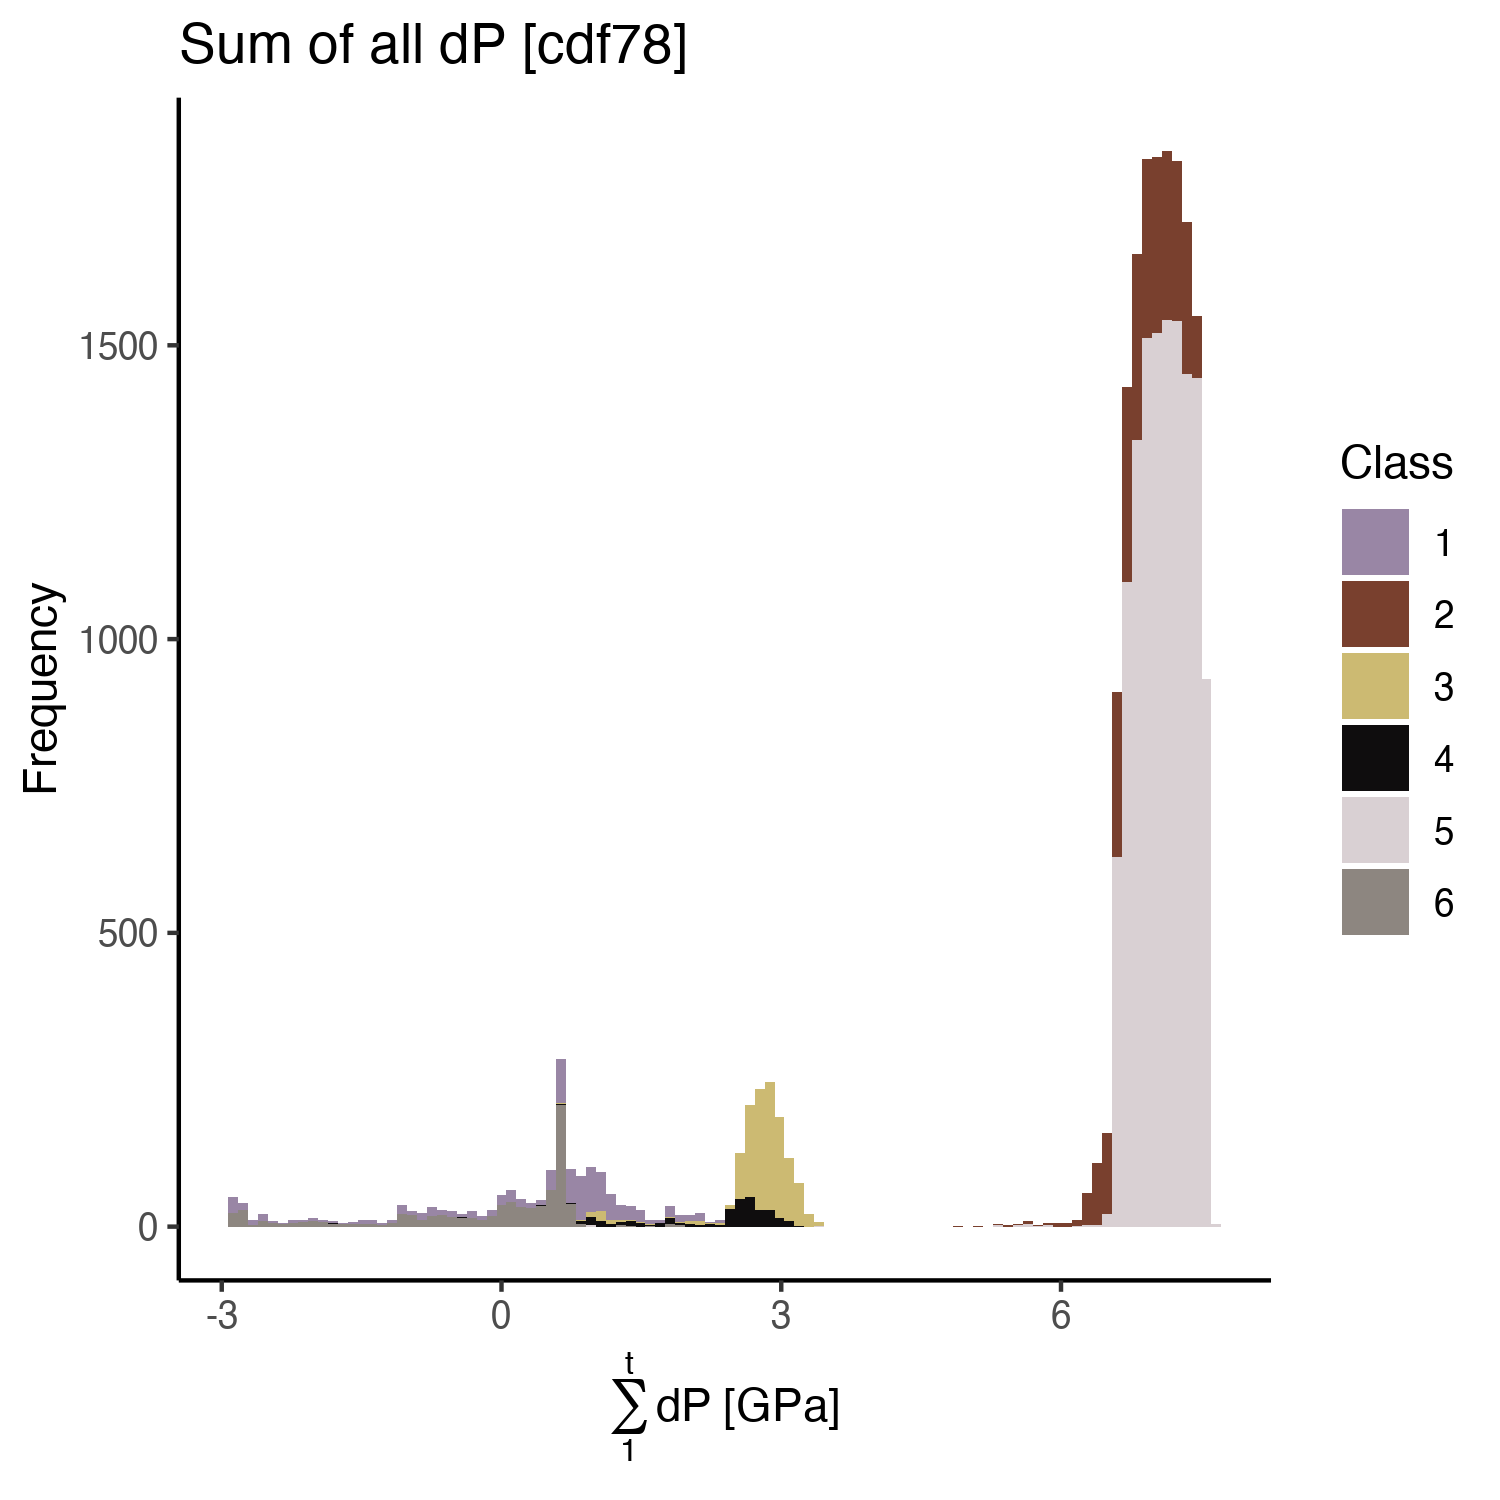 Sum of all dP [cdf78]
Frequency
1500
1000
500
0
-3 0 3 6
t
∑ dP [GPa]
1
Class
1
2
3
4
5
6